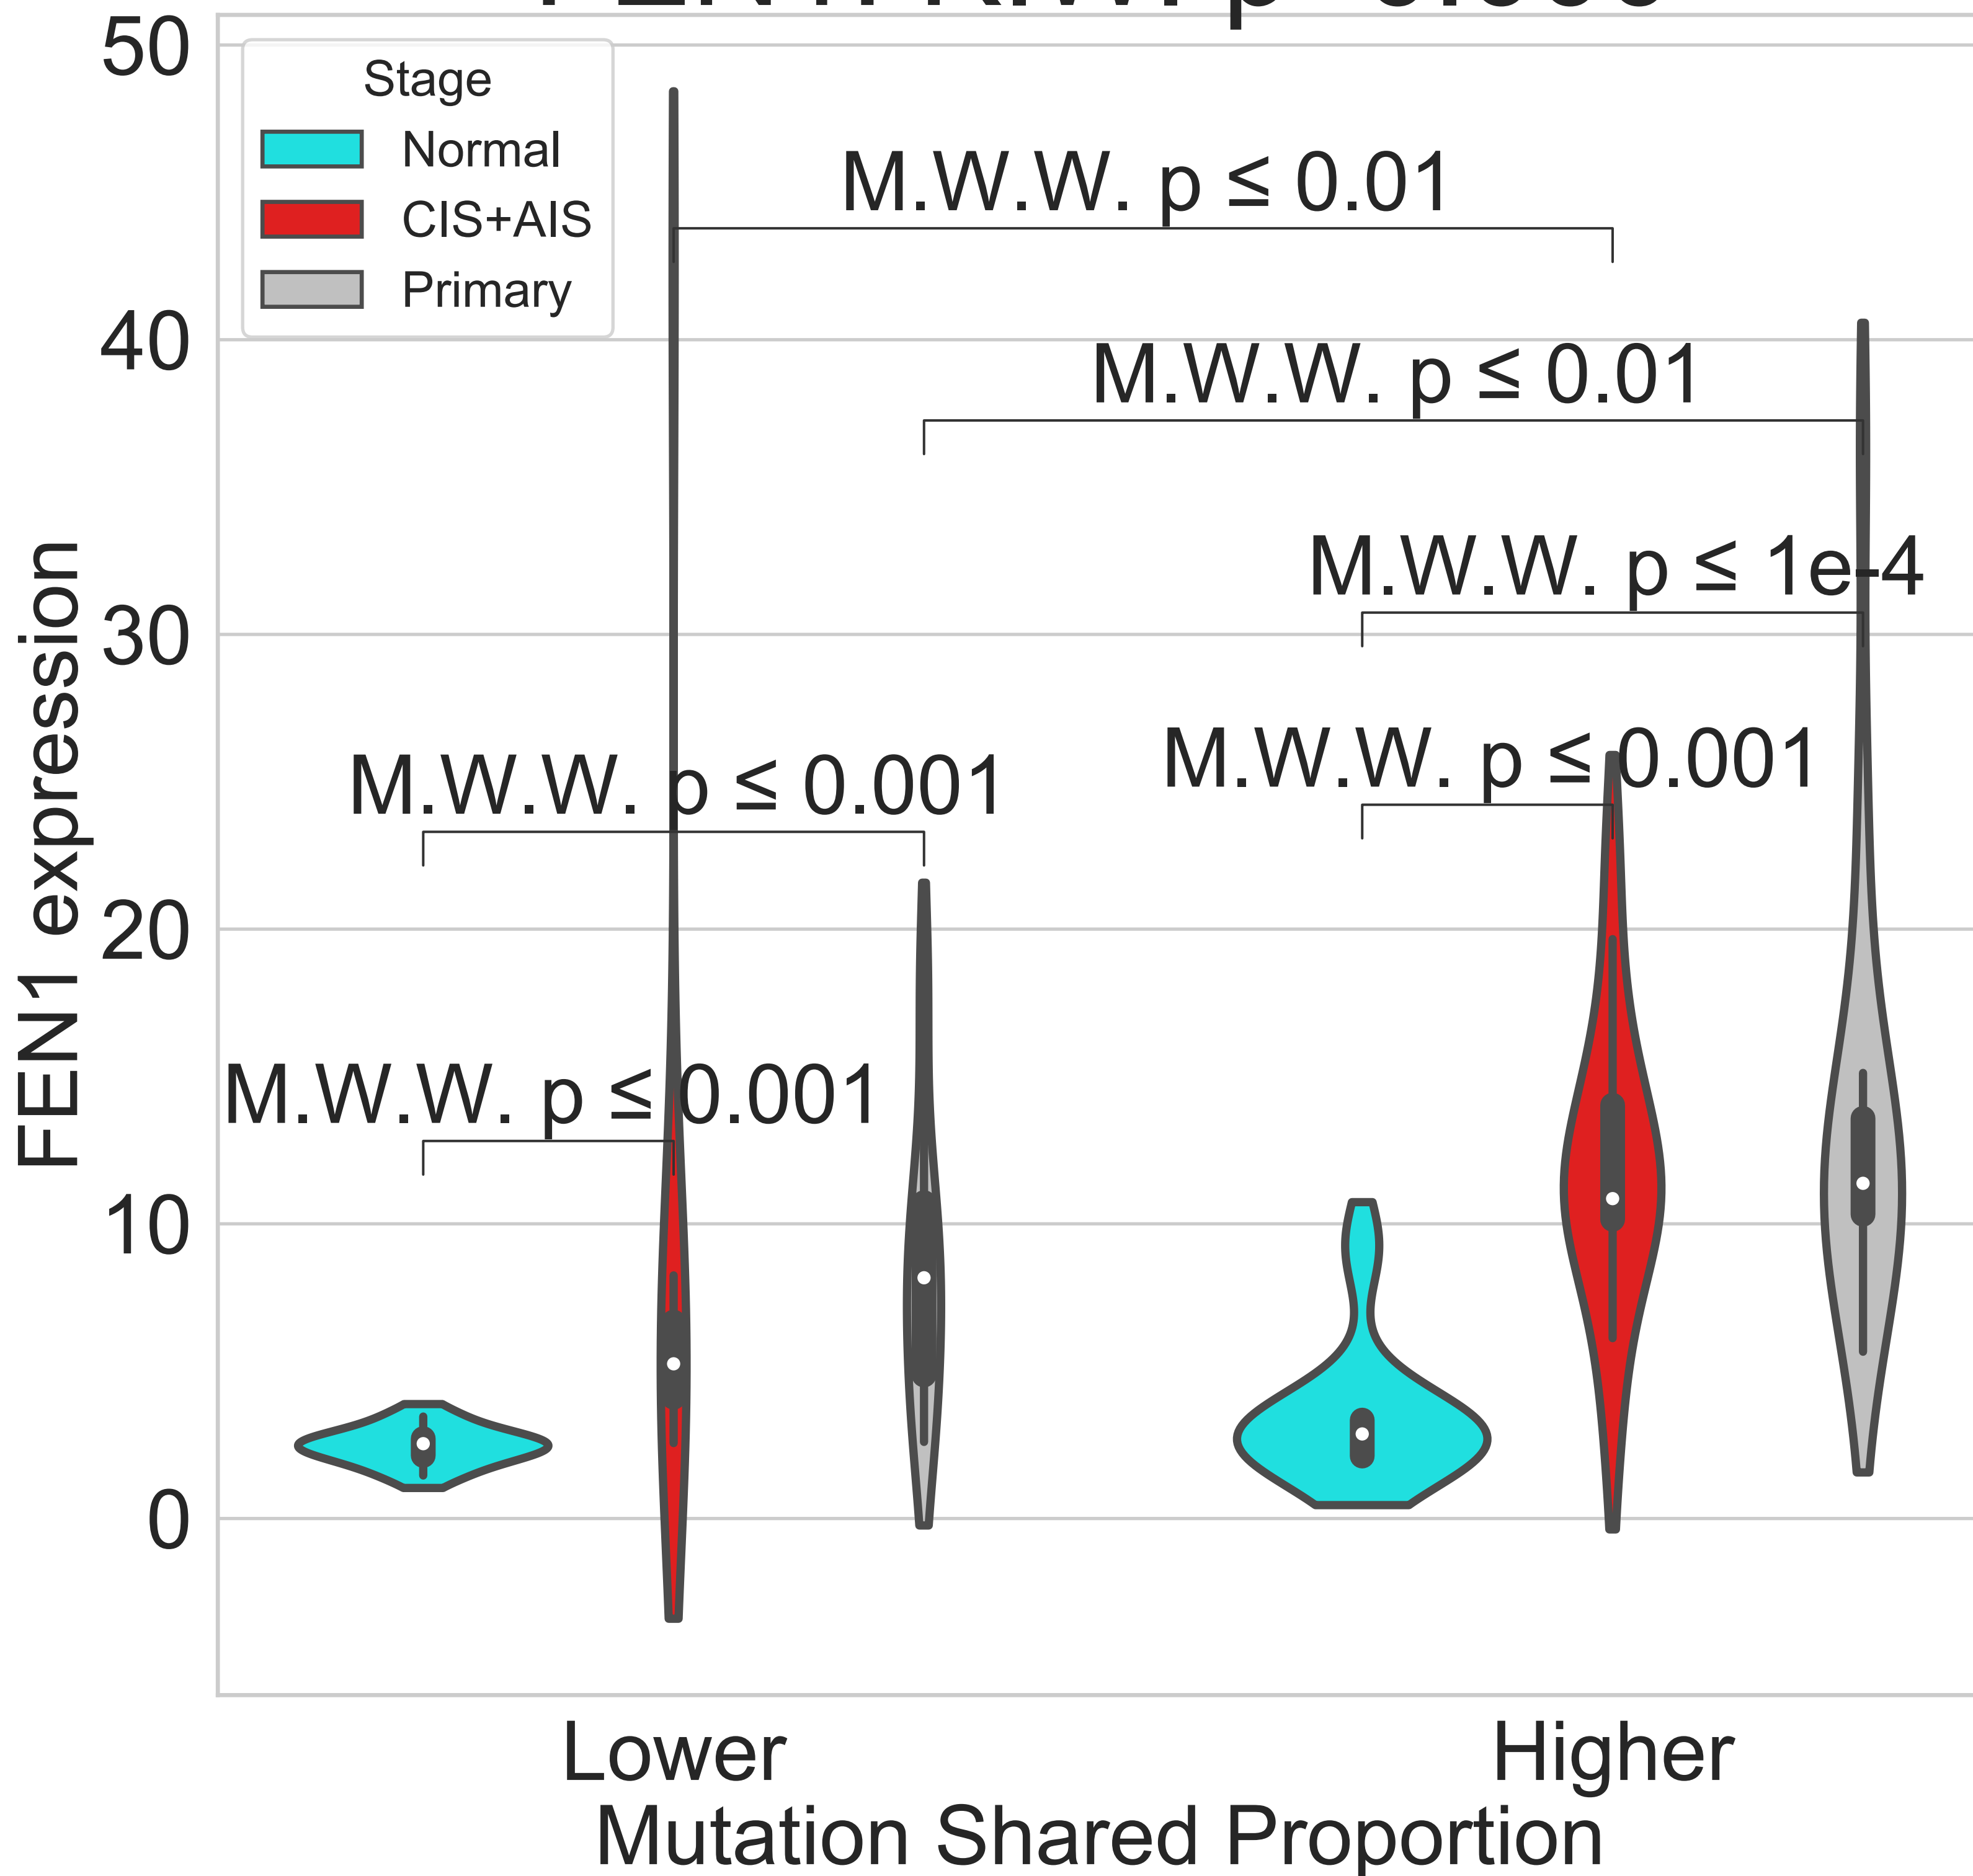 50
Stage
Normal
CIS+AIS
Primary
M.W.W. p ≤ 0.01
40
M.W.W. p ≤ 0.01
M.W.W. p ≤ 1e-4
30
M.W.W. p ≤ 0.001
M.W.W. p ≤ 0.001
FEN1 expression
20
M.W.W. p ≤ 0.001
10
0
Lower
Higher
Mutation Shared Proportion